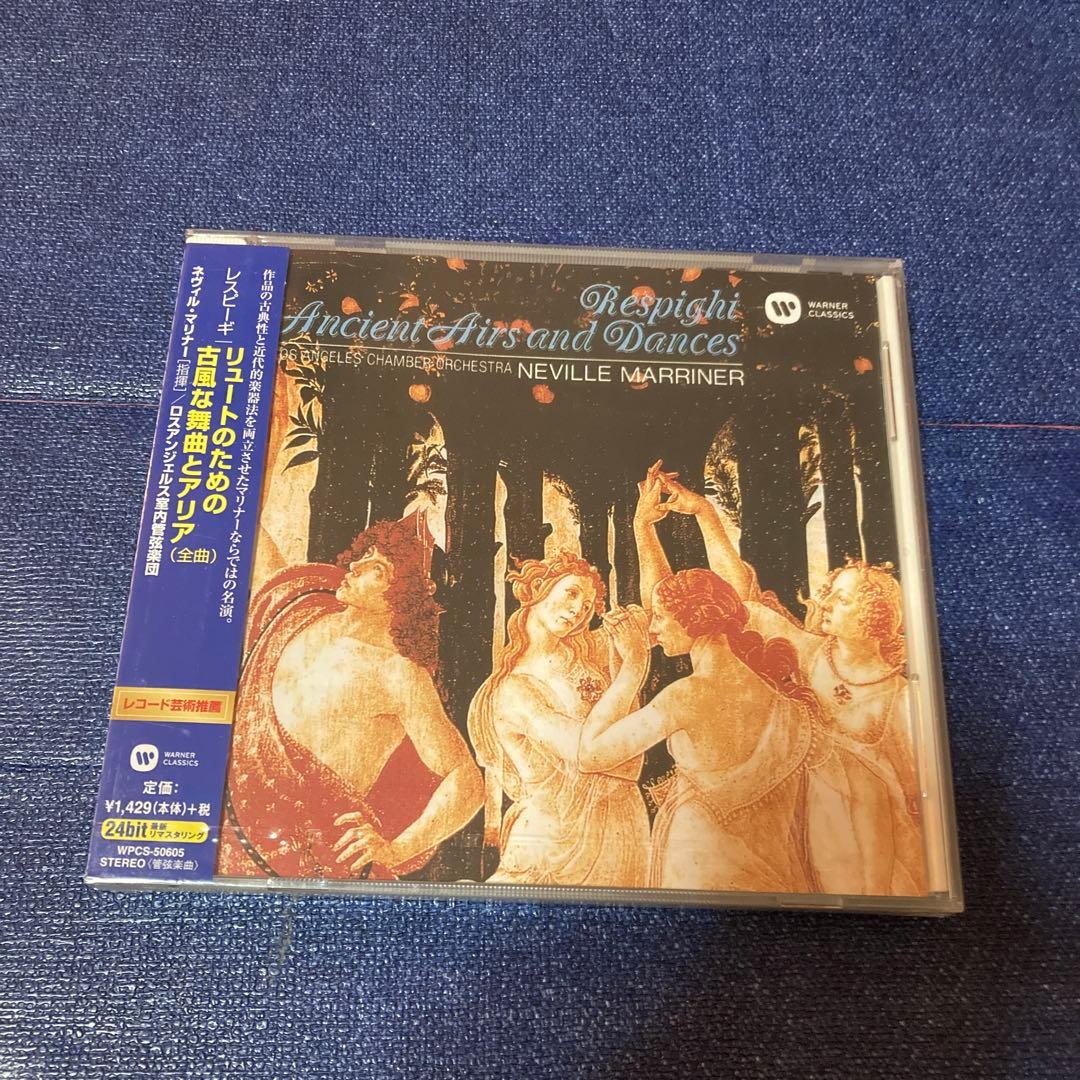 作品の古典性と近代的楽器法を両立させたマリナーならではの名演。
レスピーギ
リュートのための
古風な舞曲とアリア(全曲)
ネヴィル・マリナー[指揮]/ロスアンジェルス室内管弦楽団
レコード芸術推薦
WARNER
CLASSICS
定価:
¥1,429(本体)+税
24bit 最新リマスタリング
WPCS-50605
STEREO〈管弦楽曲〉
Respighi
Ancient Airs and Dances
OS ANGELES CHAMBER ORCHESTRA NEVILLE MARRINER
WARNER
CLASSICS